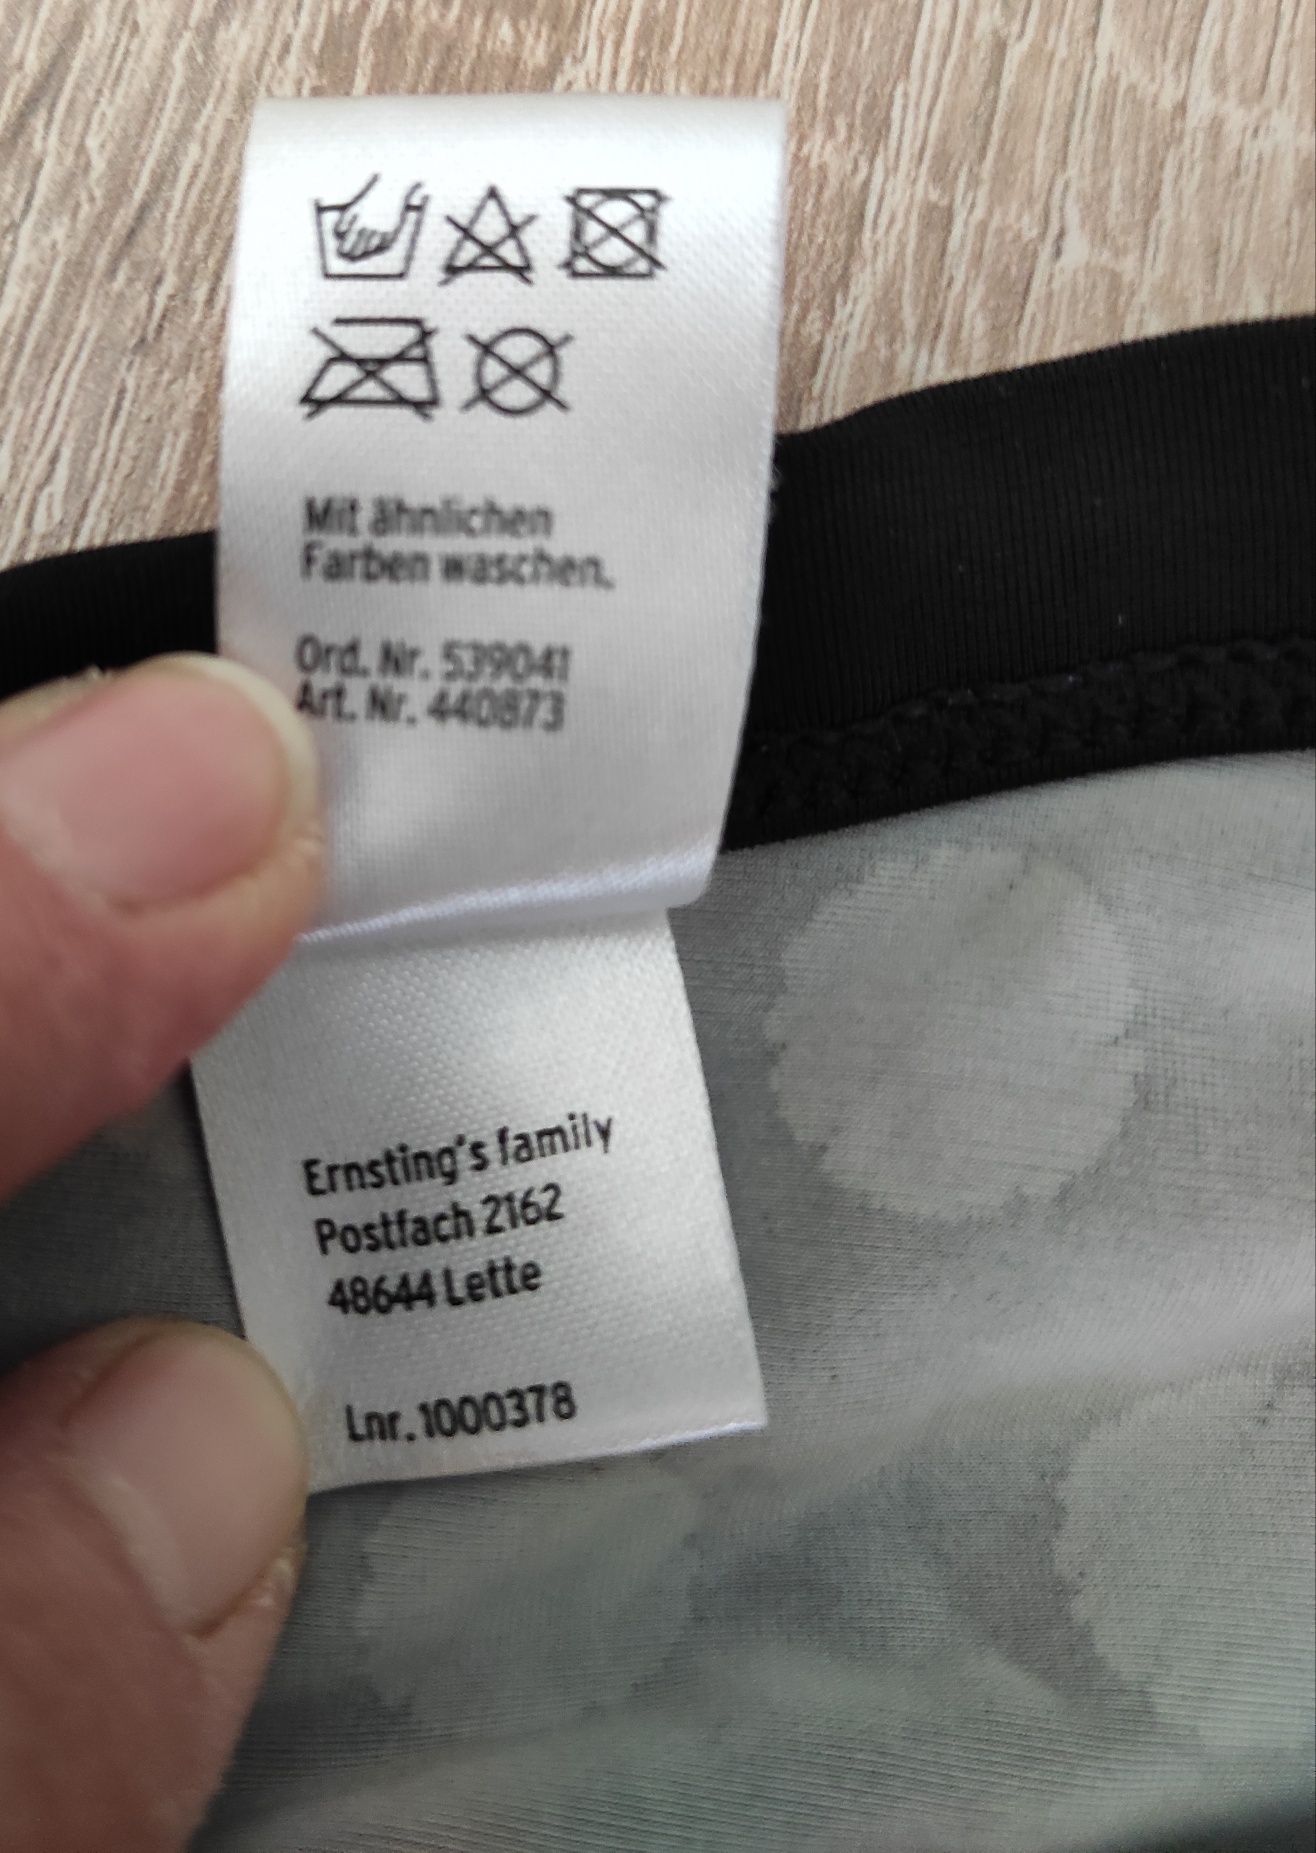 Mit ähnlichen
Farben waschen.
Ord. Nr. 539041
Art. Nr. 440873
Ernsting's family
Postfach 2162
48644 Lette
Lnr. 1000378